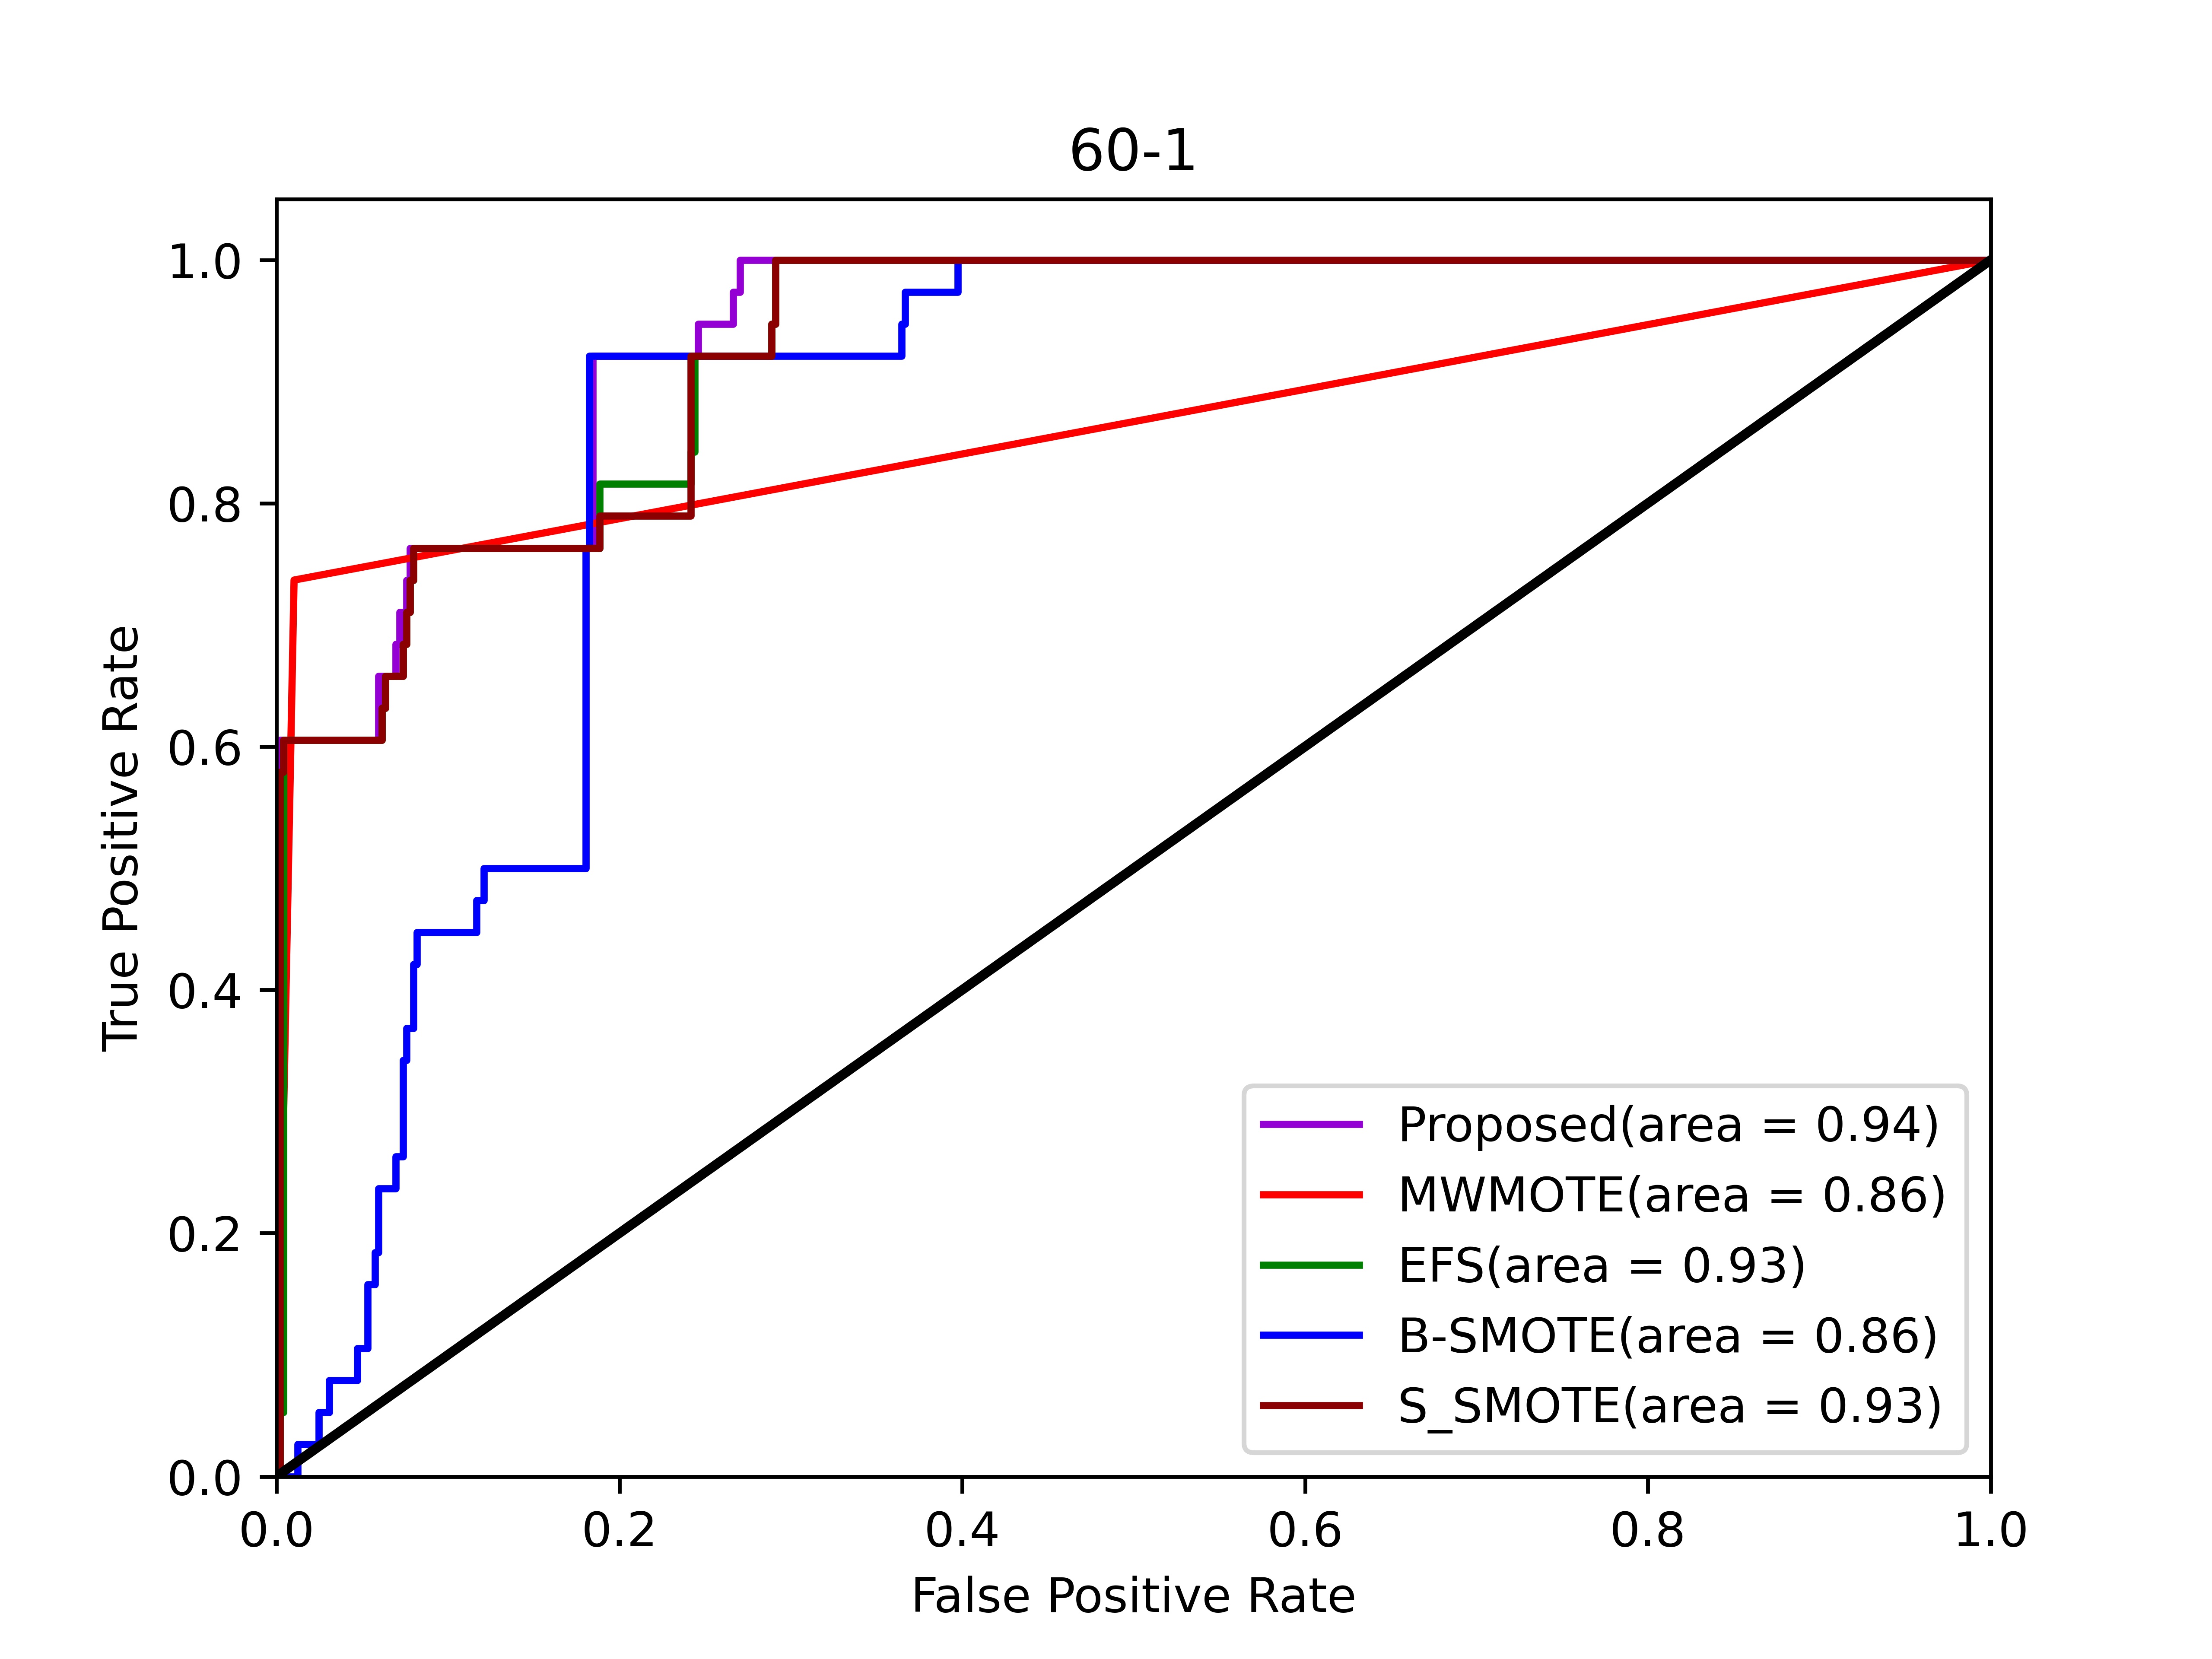 60-1
True Positive Rate
1.0
0.8
0.6
0.4
0.2
0.0
0.0 0.2 0.4 0.6 0.8 1.0
False Positive Rate
Proposed(area = 0.94)
MWMOTE(area = 0.86)
EFS(area = 0.93)
B-SMOTE(area = 0.86)
S_SMOTE(area = 0.93)